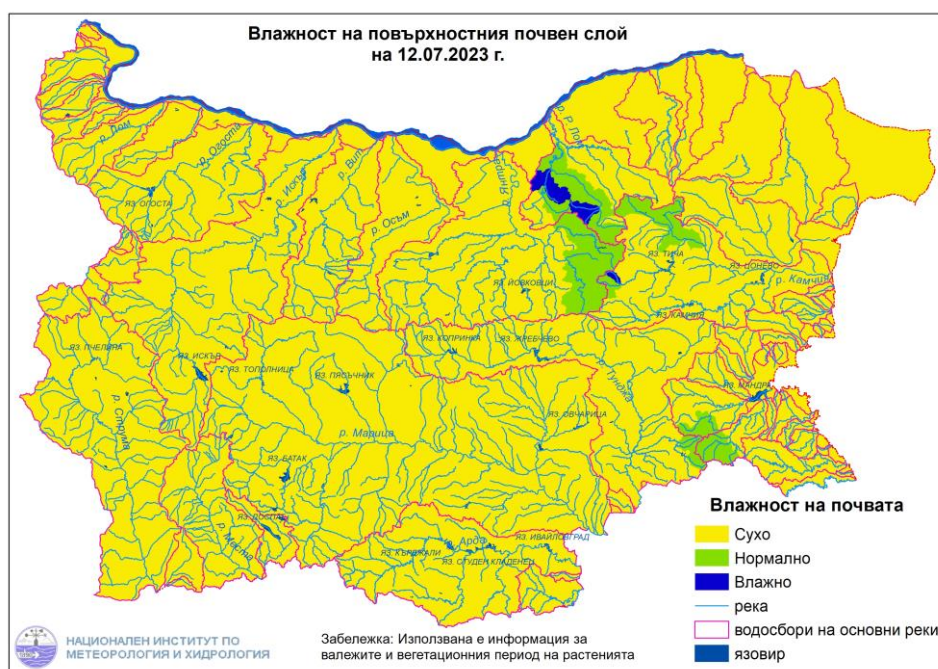 Влажност на повърхностния почвен слой
на 12.07.2023 г.
р. Р. Лом
р. Лом
р. Огоста
р. Искър
р. Вит
р. Янтра
р. Осъм
ЯЗ. ОГОСТА
ЯЗ. ТИЧА
ЯЗ. ЦОНЕВО
р. Камчия
ЯЗ. ЙОВКОВЦИ
ЯЗ. КАМЧИЯ
ЯЗ. ПЧЕЛИНА
ЯЗ. ИСКЪР
ЯЗ. ТОПОЛНИЦА
ЯЗ. ПЯСЪЧНИК
ЯЗ. КОПРИНКА
ЯЗ. ЖРЕБЧЕВО
р. Тунджа
ЯЗ. МАНДРА
р. Струма
ЯЗ. ОВЧАРИЦА
р. Марица
ЯЗ. БАТАК
ЯЗ. ДОСПАТ
р. Места
р. Арда
ЯЗ. ИВАЙЛОВГРАД
ЯЗ. КЪРДЖАЛИ
ЯЗ. СТУДЕН КЛАДЕНЕЦ
Влажност на почвата
Сухо
Нормално
Влажно
река
водосбори на основни реки
язовир
НАЦИОНАЛЕН ИНСТИТУТ ПО
МЕТЕОРОЛОГИЯ И ХИДРОЛОГИЯ
Забележка: Използвана е информация за
валежите и вегетационния период на растенията